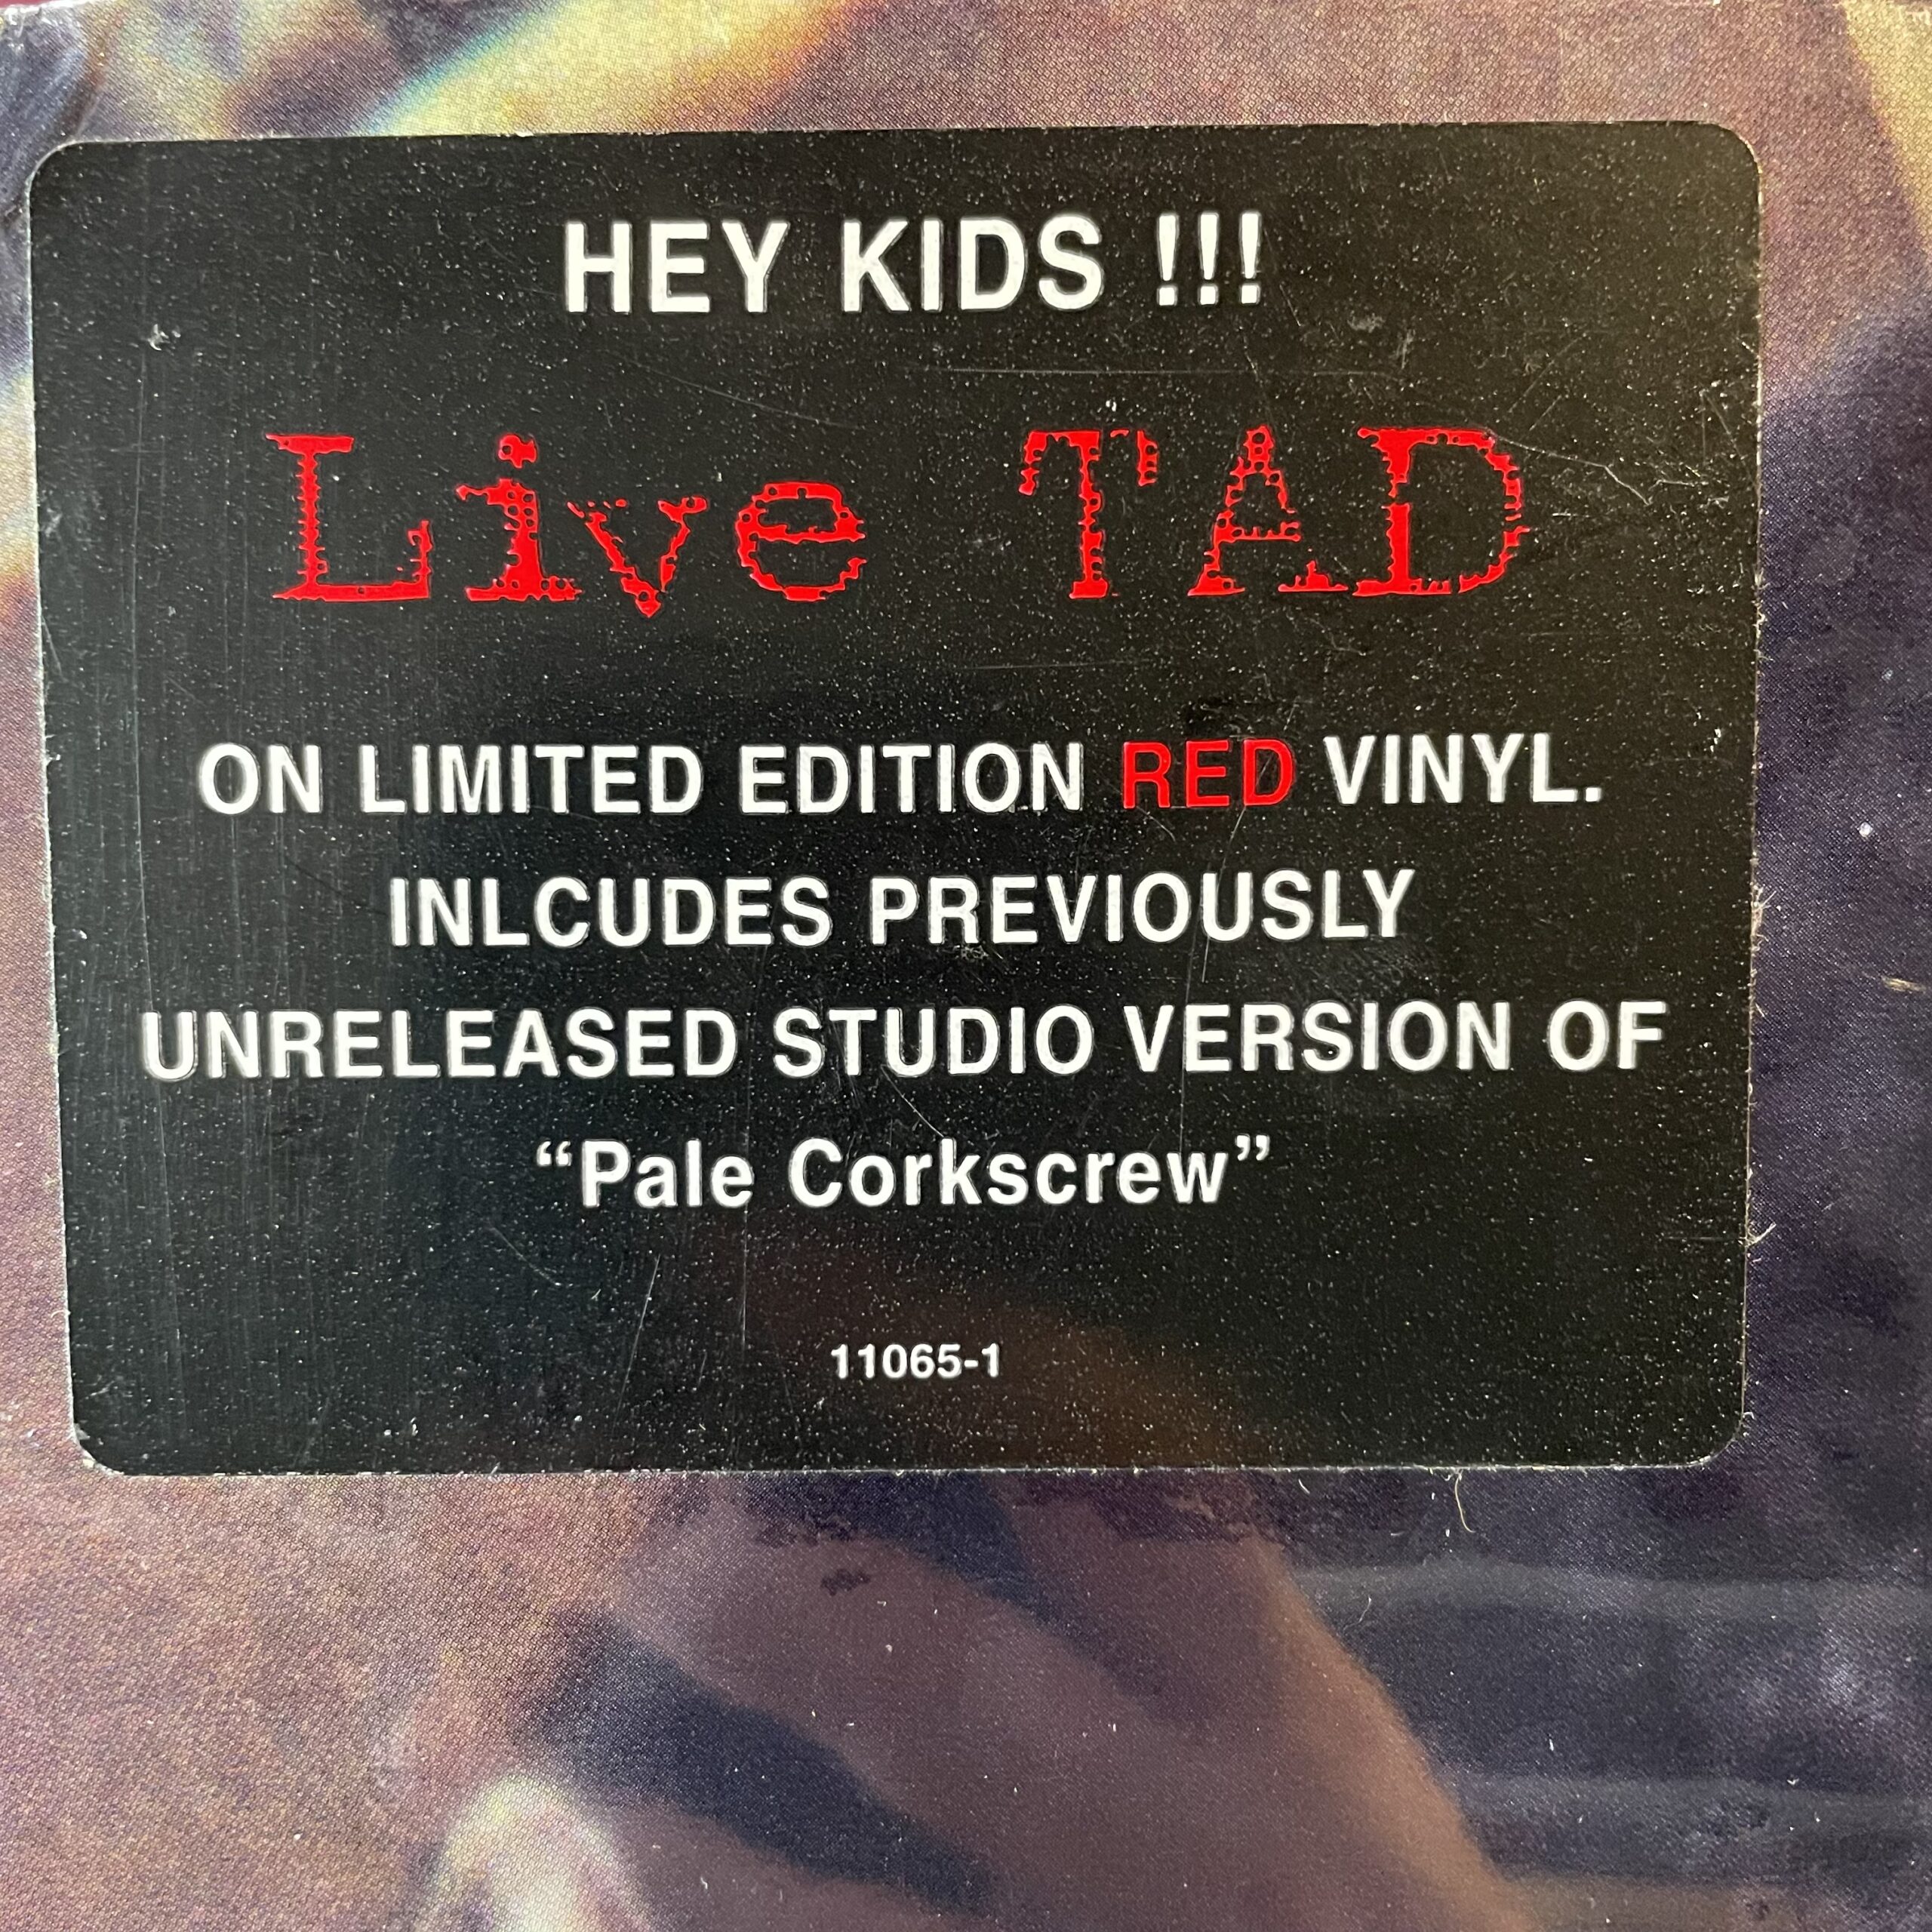 HEY KIDS !!!
Live TAD
ON LIMITED EDITION RED VINYL.
INLCUDES PREVIOUSLY
UNRELEASED STUDIO VERSION OF
“Pale Corkscrew”
11065-1